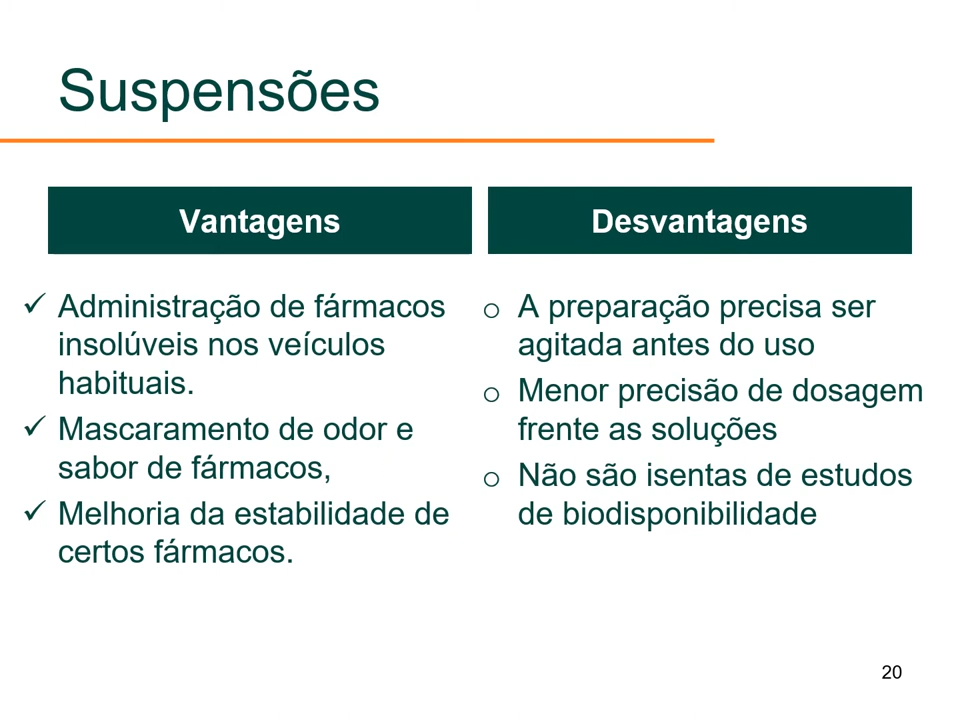 Suspensões
Vantagens
✓ Administração de fármacos
insolúveis nos veículos
habituais.
✓ Mascaramento de odor e
sabor de fármacos,
✓ Melhoria da estabilidade de
certos fármacos.
Desvantagens
o A preparação precisa ser
agitada antes do uso
o Menor precisão de dosagem
frente as soluções
o Não são isentas de estudos
de biodisponibilidade
20